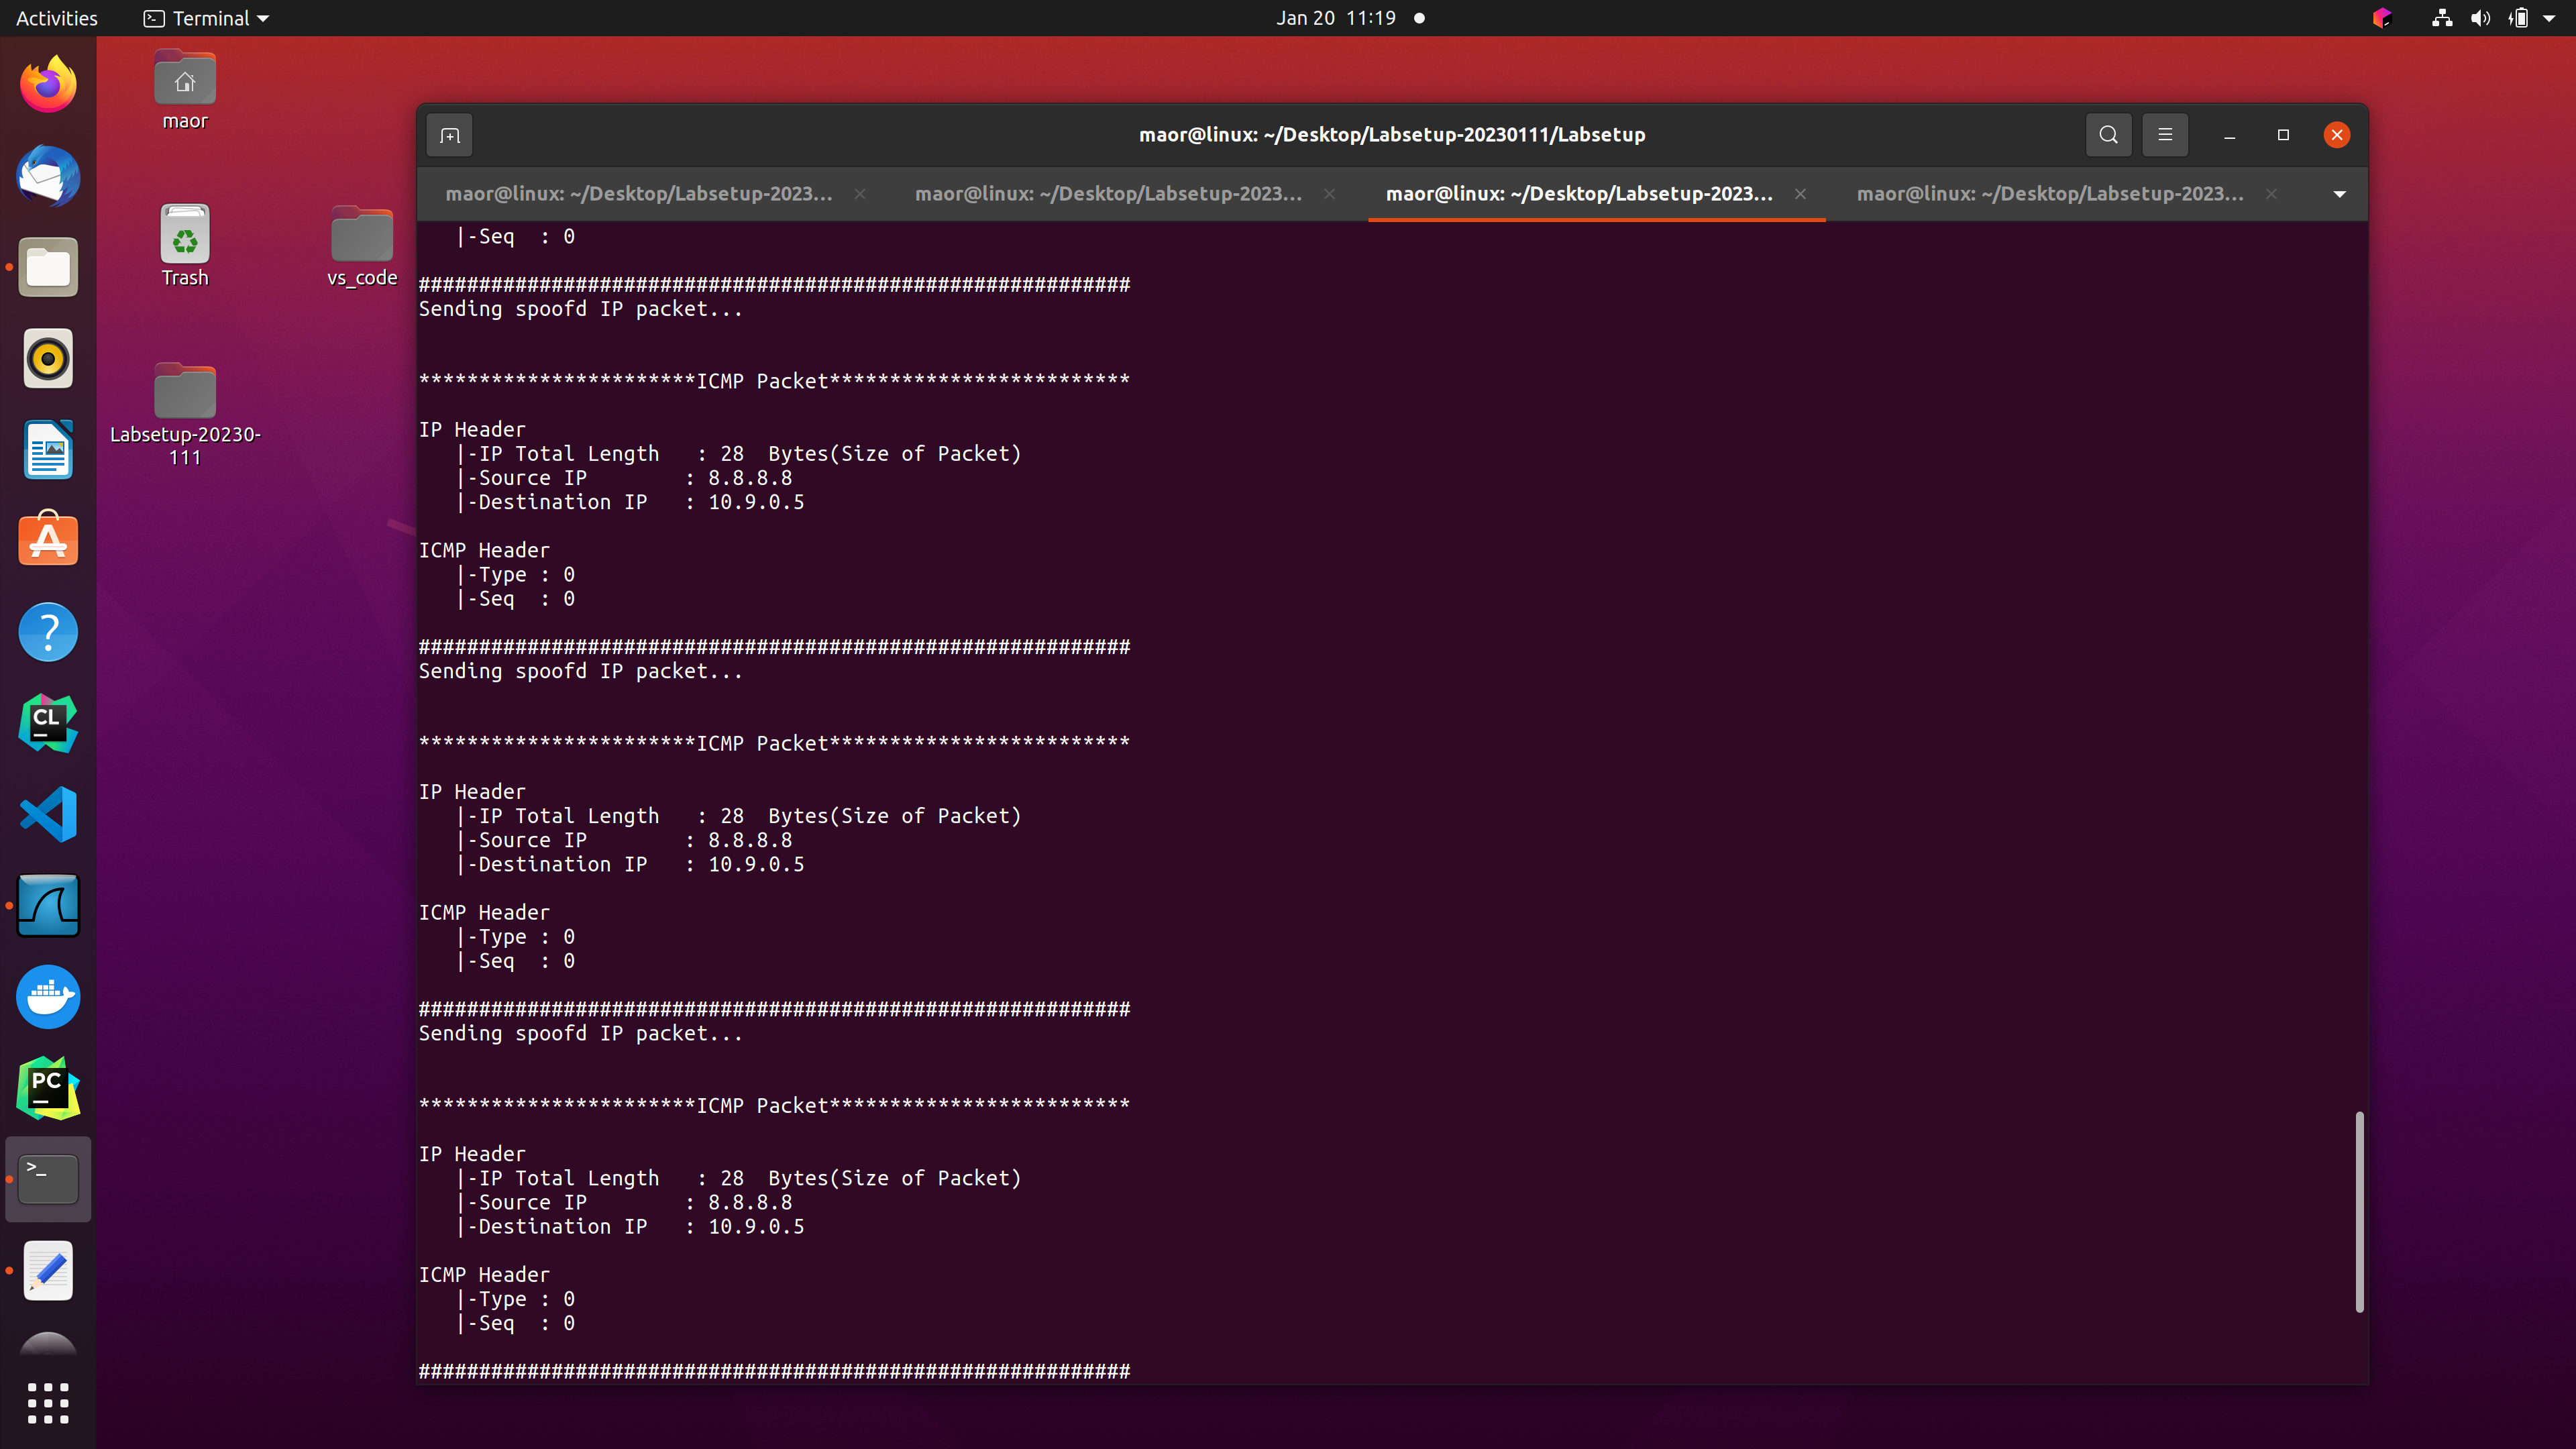 Activities
Terminal
Jan 20 11:19
maor
Trash
vs_code
Labsetup-20230-
111
CL
PC
>_
maor@linux: ~/Desktop/Labsetup-20230111/Labsetup
maor@linux: ~/Desktop/Labsetup-2023...
maor@linux: ~/Desktop/Labsetup-2023...
maor@linux: ~/Desktop/Labsetup-2023...
maor@linux: ~/Desktop/Labsetup-2023...
|-Seq : 0
###########################################################
Sending spoofd IP packet...
***********************ICMP Packet*************************
IP Header
|-IP Total Length : 28 Bytes(Size of Packet)
|-Source IP : 8.8.8.8
|-Destination IP : 10.9.0.5
ICMP Header
|-Type : 0
|-Seq : 0
###########################################################
Sending spoofd IP packet...
***********************ICMP Packet*************************
IP Header
|-IP Total Length : 28 Bytes(Size of Packet)
|-Source IP : 8.8.8.8
|-Destination IP : 10.9.0.5
ICMP Header
|-Type : 0
|-Seq : 0
###########################################################
Sending spoofd IP packet...
***********************ICMP Packet*************************
IP Header
|-IP Total Length : 28 Bytes(Size of Packet)
|-Source IP : 8.8.8.8
|-Destination IP : 10.9.0.5
ICMP Header
|-Type : 0
|-Seq : 0
###########################################################